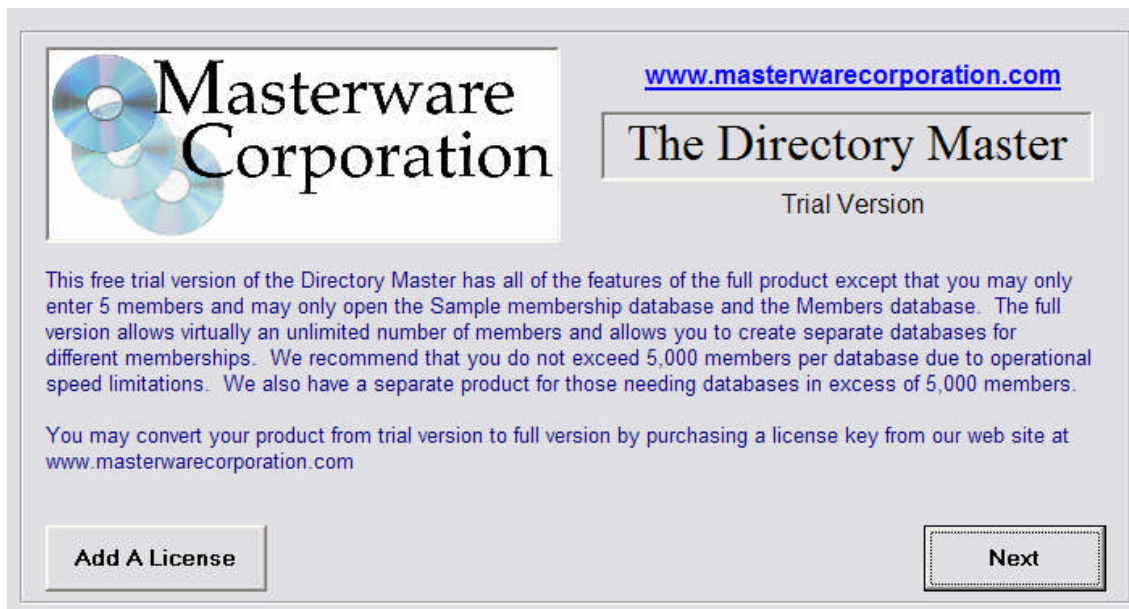 Masterware
Corporation
www.masterwarecorporation.com
The Directory Master
Trial Version
This free trial version of the Directory Master has all of the features of the full product except that you may only
enter 5 members and may only open the Sample membership database and the Members database.  The full
version allows virtually an unlimited number of members and allows you to create separate databases for
different memberships.  We recommend that you do not exceed 5,000 members per database due to operational
speed limitations.  We also have a separate product for those needing databases in excess of 5,000 members.
You may convert your product from trial version to full version by purchasing a license key from our web site at
www.masterwarecorporation.com
Add A License
Next